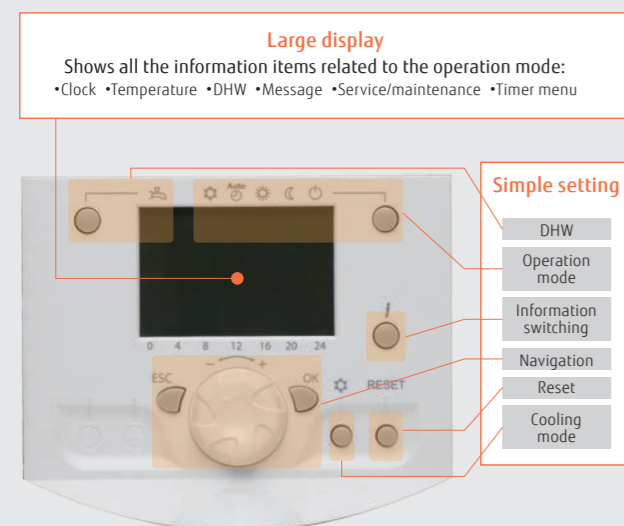 Large display
Shows all the information items related to the operation mode:
•Clock •Temperature •DHW •Message •Service/maintenance •Timer menu
Simple setting
DHW
Operation
mode
Information
switching
Navigation
Reset
Cooling
mode
Auto
i
0 4 8 12 16 20 24
- +
ESC
OK
RESET